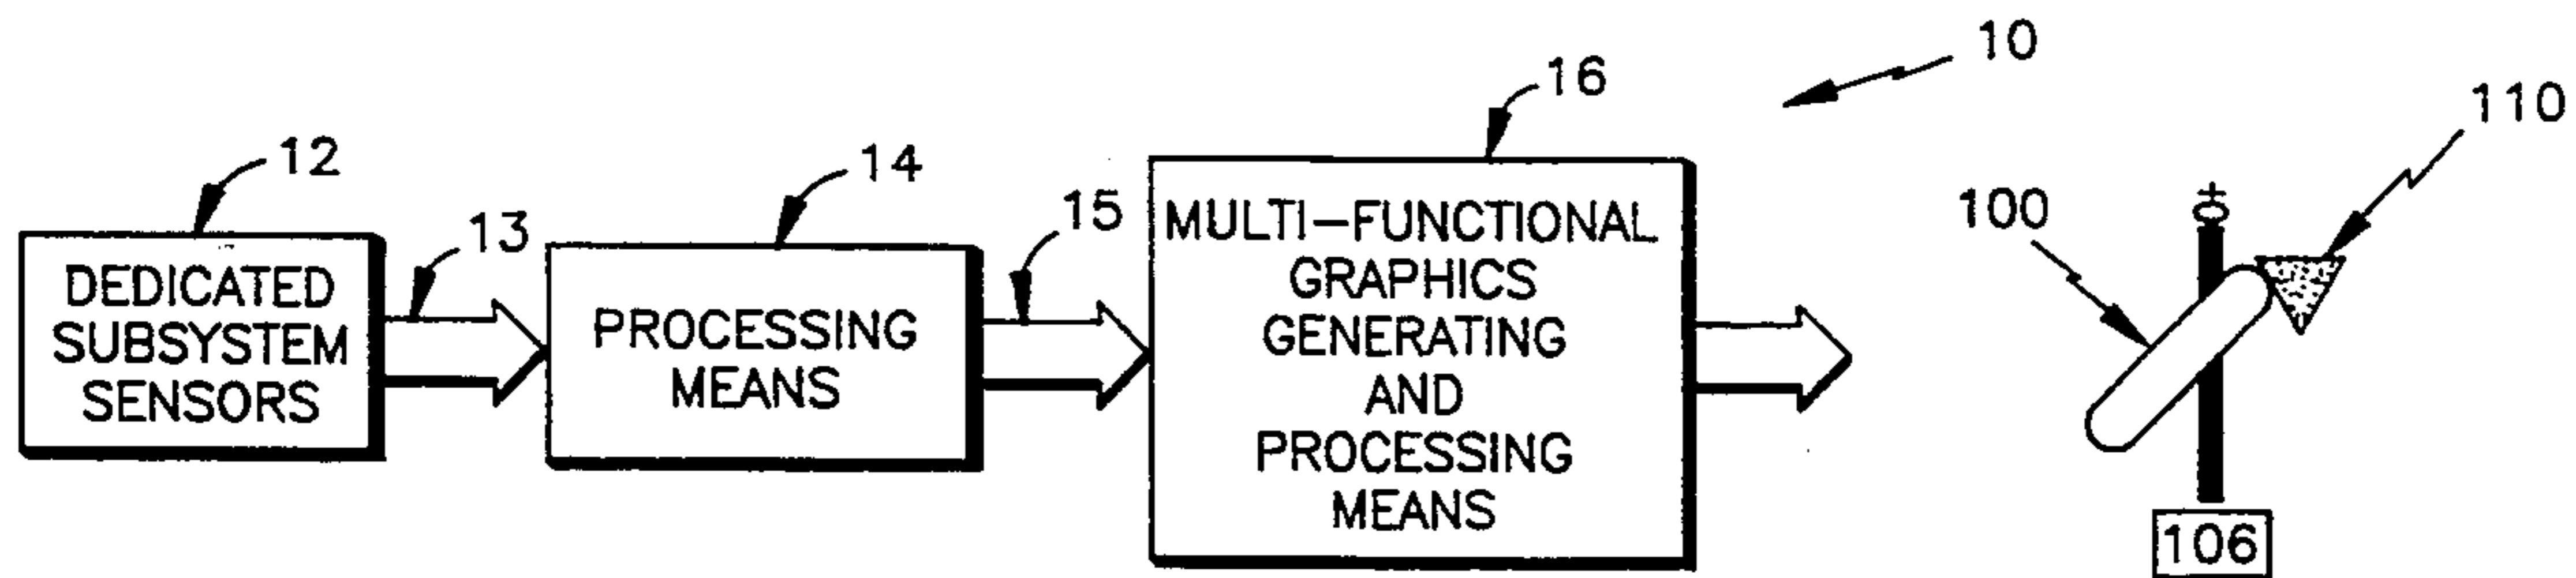 10
16
110
12
14
100
13
15
DEDICATED
SUBSYSTEM
SENSORS
PROCESSING
MEANS
MULTI-FUNCTIONAL
GRAPHICS
GENERATING
AND
PROCESSING
MEANS
106